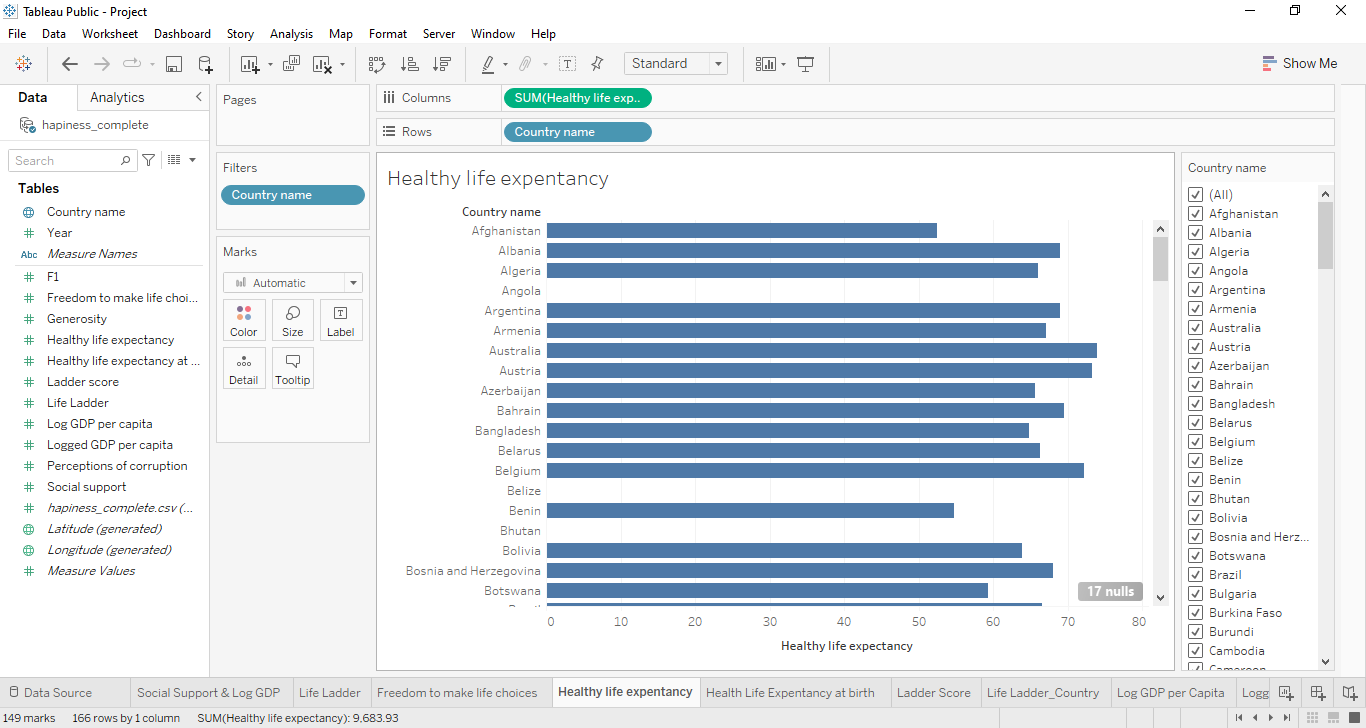 Tableau Public - Project
File Data Worksheet Dashboard Story Analysis Map Format Server Window Help
Standard
Show Me
Data Analytics
hapiness_complete
Search
Tables
Country name
Year
Abc Measure Names
F1
Freedom to make life choi...
Generosity
Healthy life expectancy
Healthy life expectancy at ...
Ladder score
Life Ladder
Log GDP per capita
Logged GDP per capita
Perceptions of corruption
Social support
hapiness_complete.csv (...
Latitude (generated)
Longitude (generated)
Measure Values
Pages
Filters
Country name
Marks
Automatic
Color Size Label
Detail Tooltip
Columns SUM(Healthy life exp..
Rows Country name
Healthy life expentancy
Country name
Afghanistan
Albania
Algeria
Angola
Argentina
Armenia
Australia
Austria
Azerbaijan
Bahrain
Bangladesh
Belarus
Belgium
Belize
Benin
Bhutan
Bolivia
Bosnia and Herzegovina
Botswana
Brazil
17 nulls
0 10 20 30 40 50 60 70 80
Healthy life expectancy
Country name
(All)
Afghanistan
Albania
Algeria
Angola
Argentina
Armenia
Australia
Austria
Azerbaijan
Bahrain
Bangladesh
Belarus
Belgium
Belize
Benin
Bhutan
Bolivia
Bosnia and Herz...
Botswana
Brazil
Bulgaria
Burkina Faso
Burundi
Cambodia
Cameroon
Data Source Social Support & Log GDP Life Ladder Freedom to make life choices Healthy life expentancy Health Life Expentancy at birth Ladder Score Life Ladder_Country Log GDP per Capita Logg
149 marks 166 rows by 1 column SUM(Healthy life expectancy): 9,683.93